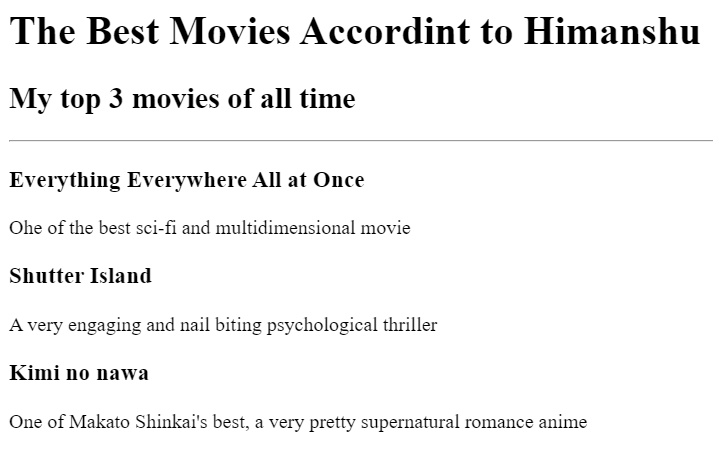 The Best Movies Accordint to Himanshu
My top 3 movies of all time
Everything Everywhere All at Once
Ohe of the best sci-fi and multidimensional movie
Shutter Island
A very engaging and nail biting psychological thriller
Kimi no nawa
One of Makato Shinkai's best, a very pretty supernatural romance anime